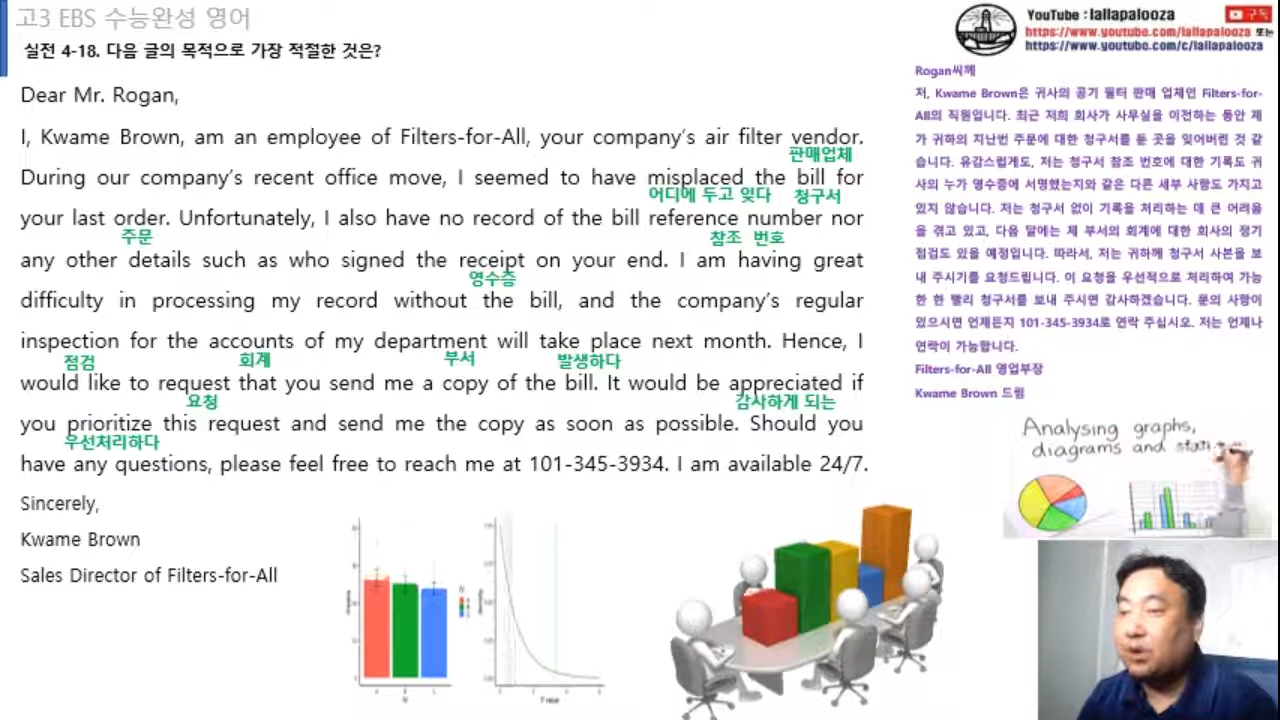 고3 EBS 수능완성 영어
실전 4-18. 다음 글의 목적으로 가장 적절한 것은?
Dear Mr. Rogan,
I, Kwame Brown, am an employee of Filters-for-All, your company's air filter vendor.
판매업체
During our company's recent office move, I seemed to have misplaced the bill for
어디에 두고 잊다 청구서
your last order. Unfortunately, I also have no record of the bill reference number nor
주문 참조 번호
any other details such as who signed the receipt on your end. I am having great
영수증
difficulty in processing my record without the bill, and the company's regular
inspection for the accounts of my department will take place next month. Hence, I
점검 회계 부서 발생하다
would like to request that you send me a copy of the bill. It would be appreciated if
요청 감사하게 되는
you prioritize this request and send me the copy as soon as possible. Should you
우선처리하다
have any questions, please feel free to reach me at 101-345-3934. I am available 24/7.
Sincerely,
Kwame Brown
Sales Director of Filters-for-All
YouTube : lallapalooza
구독
https://www.youtube.com/lallapalooza 또는
https://www.youtube.com/c/lallapalooza
Rogan씨께
저, Kwame Brown은 귀사의 공기 필터 판매 업체인 Filters-for-
All의 직원입니다. 최근 저희 회사가 사무실을 이전하는 동안 제
가 귀하의 지난번 주문에 대한 청구서를 둔 곳을 잊어버린 것 같
습니다. 유감스럽게도, 저는 청구서 참조 번호에 대한 기록도 귀
사의 누가 영수증에 서명했는지와 같은 다른 세부 사항도 가지고
있지 않습니다. 저는 청구서 없이 기록을 처리하는 데 큰 어려움
을 겪고 있고, 다음 달에는 제 부서의 회계에 대한 회사의 정기
점검도 있을 예정입니다. 따라서, 저는 귀하께 청구서 사본을 보
내 주시기를 요청드립니다. 이 요청을 우선적으로 처리하여 가능
한 한 빨리 청구서를 보내 주시면 감사하겠습니다. 문의 사항이
있으시면 언제든지 101-345-3934로 연락 주십시오. 저는 언제나
연락이 가능합니다.
Filters-for-All 영업부장
Kwame Brown 드림
Analysing graphs,
diagrams and